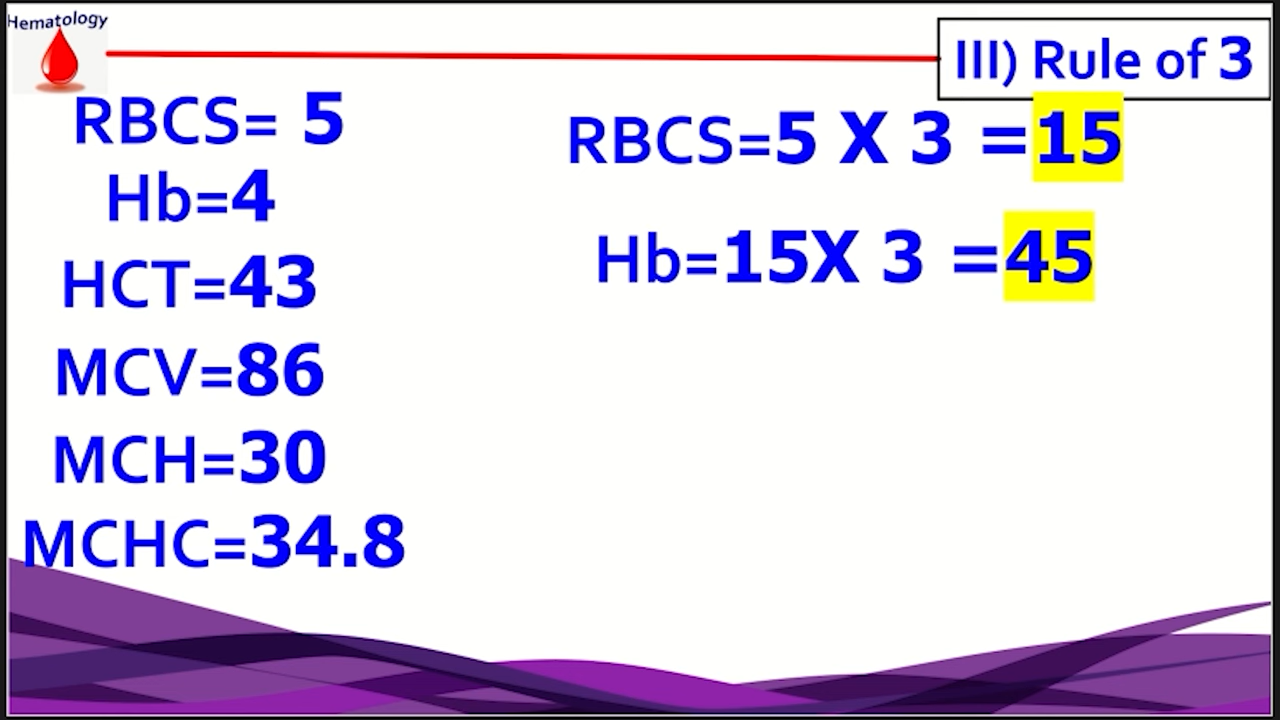 Hematology
III) Rule of 3
RBCS= 5
Hb=4
HCT=43
MCV=86
MCH=30
MCHC=34.8
RBCS=5 X 3 =15
Hb=15X 3 =45